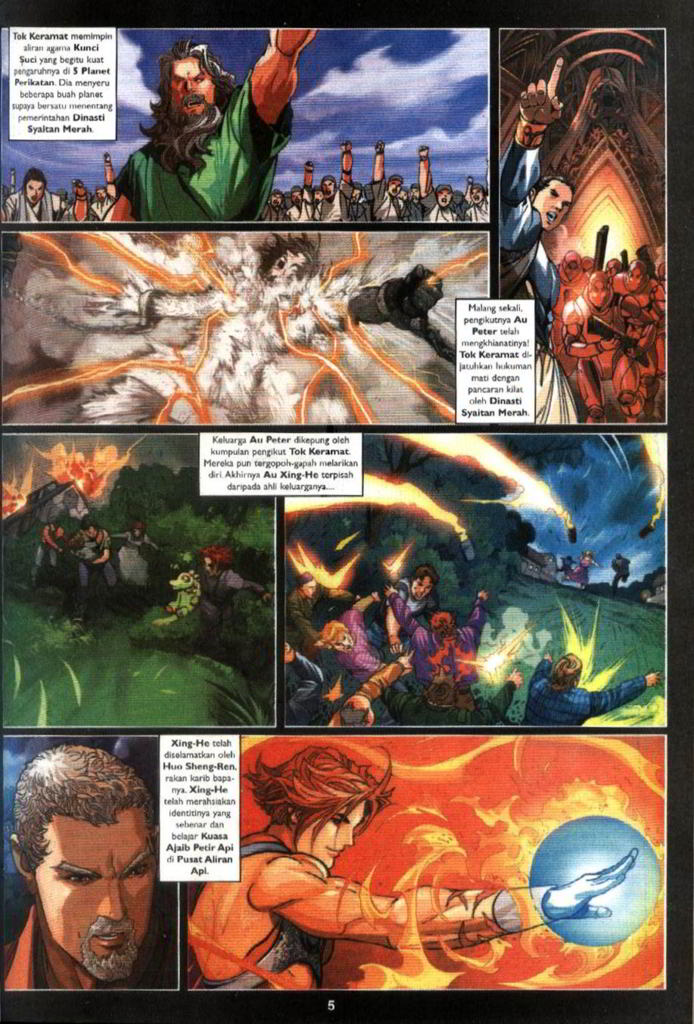 Tok Keramat memimpin
aliran agama Kunci
Suci yang begitu kuat
pengaruhnya di 5 Planet
Perikatan. Dia menyeru
beberapa buah planet
supaya bersatu menentang
pemerintahan Dinasti
Syaitan Merah.
Malang sekali,
pengikutnya Au
Peter telah
mengkhianatinya!
Tok Keramat di-
jatuhkan hukuman
mati dengan
pancaran kilat
oleh Dinasti
Syaitan Merah.
Keluarga Au Peter dikepung oleh
kumpulan pengikut Tok Keramat.
Mereka pun tergopoh-gapah melarikan
diri. Akhirnya Au Xing-He terpisah
daripada ahli keluarganya....
Xing-He telah
diselamatkan oleh
Huo Sheng-Ren,
rakan karib bapa-
nya. Xing-He
telah merahsiakan
identitinya yang
sebenar dan
belajar Kuasa
Ajaib Petir Api
di Pusat Aliran
Api.
5